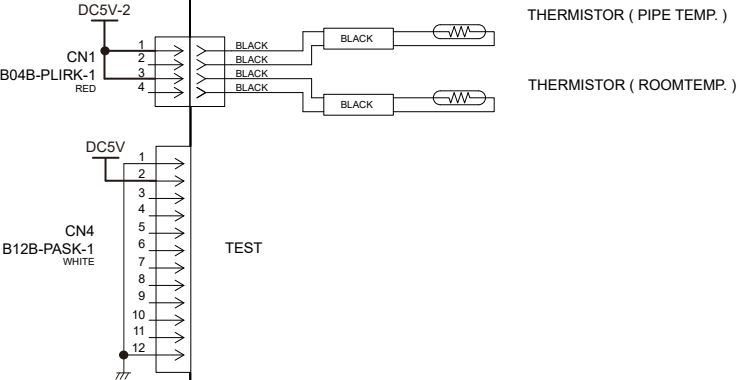 DC5V-2
THERMISTOR ( PIPE TEMP. )
CN1
B04B-PLIRK-1
RED
1
2
3
4
BLACK
BLACK
BLACK
BLACK
BLACK
BLACK
THERMISTOR ( ROOMTEMP. )
DC5V
CN4
B12B-PASK-1
WHITE
1
2
3
4
5
6
7
8
9
10
11
12
TEST